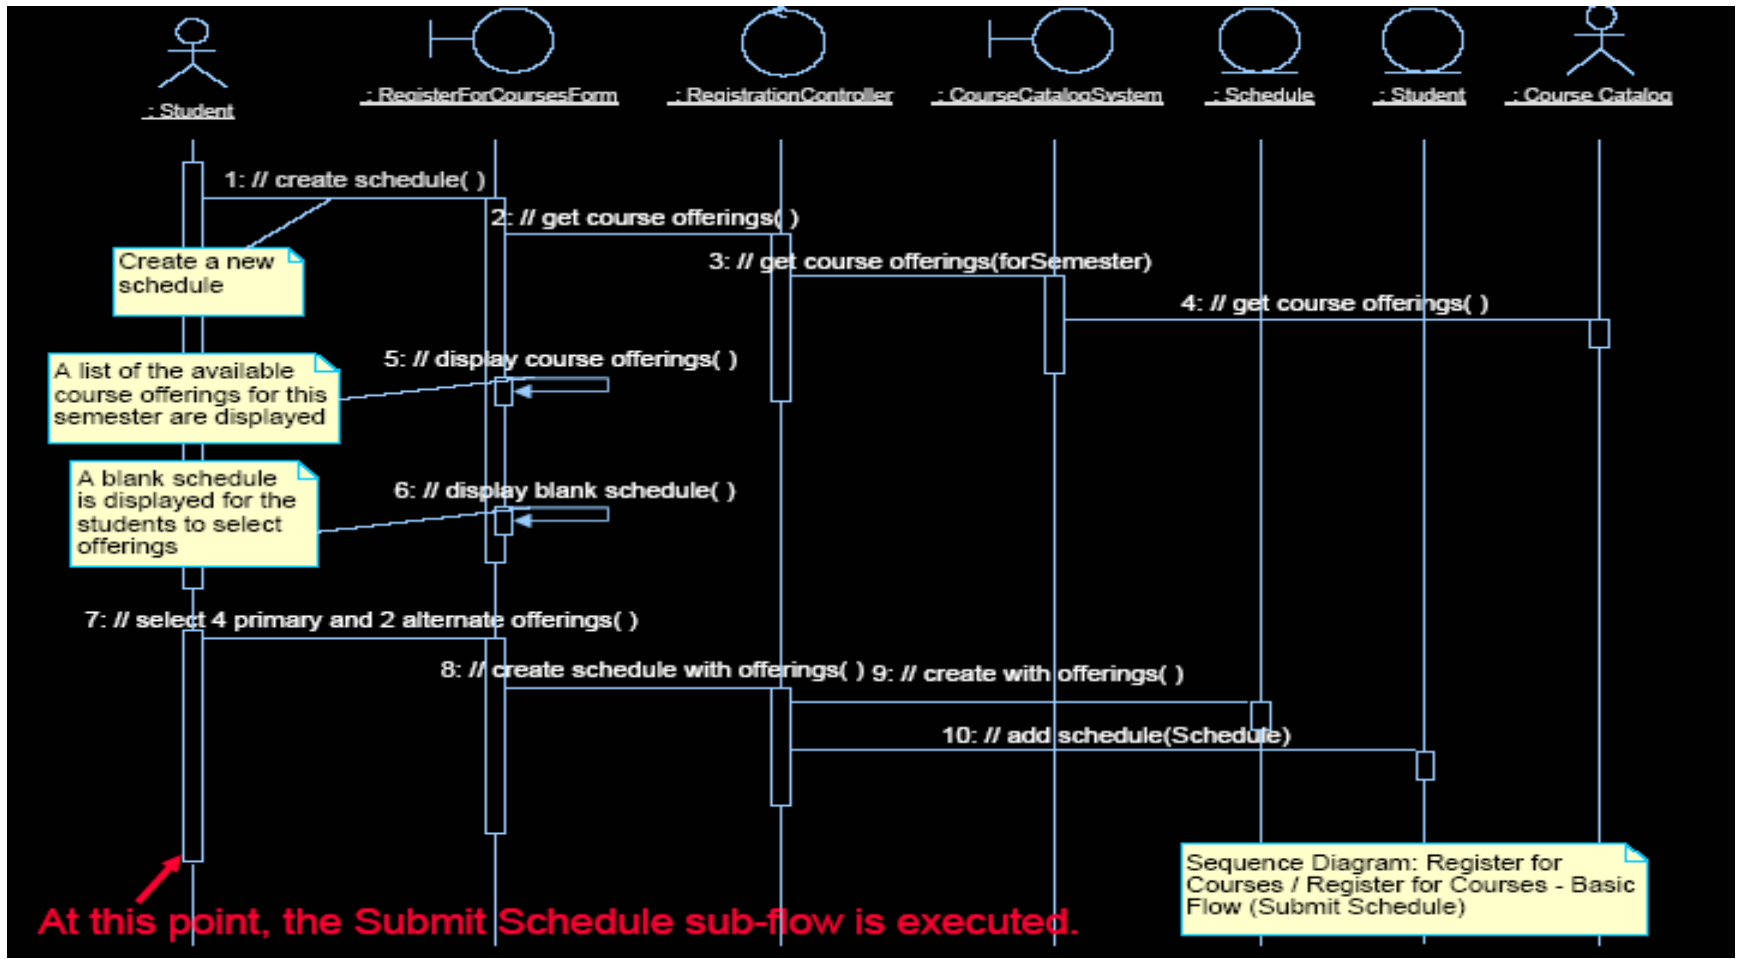 : Student
: RegisterForCoursesForm
: RegistrationController
: CourseCatalogSystem
: Schedule
: Student
: Course Catalog
1: // create schedule( )
2: // get course offerings( )
Create a new
schedule
3: // get course offerings(forSemester)
4: // get course offerings( )
5: // display course offerings( )
A list of the available
course offerings for this
semester are displayed
6: // display blank schedule( )
A blank schedule
is displayed for the
students to select
offerings
7: // select 4 primary and 2 alternate offerings( )
8: // create schedule with offerings( )
9: // create with offerings( )
10: // add schedule(Schedule)
Sequence Diagram: Register for
Courses / Register for Courses - Basic
Flow (Submit Schedule)
At this point, the Submit Schedule sub-flow is executed.